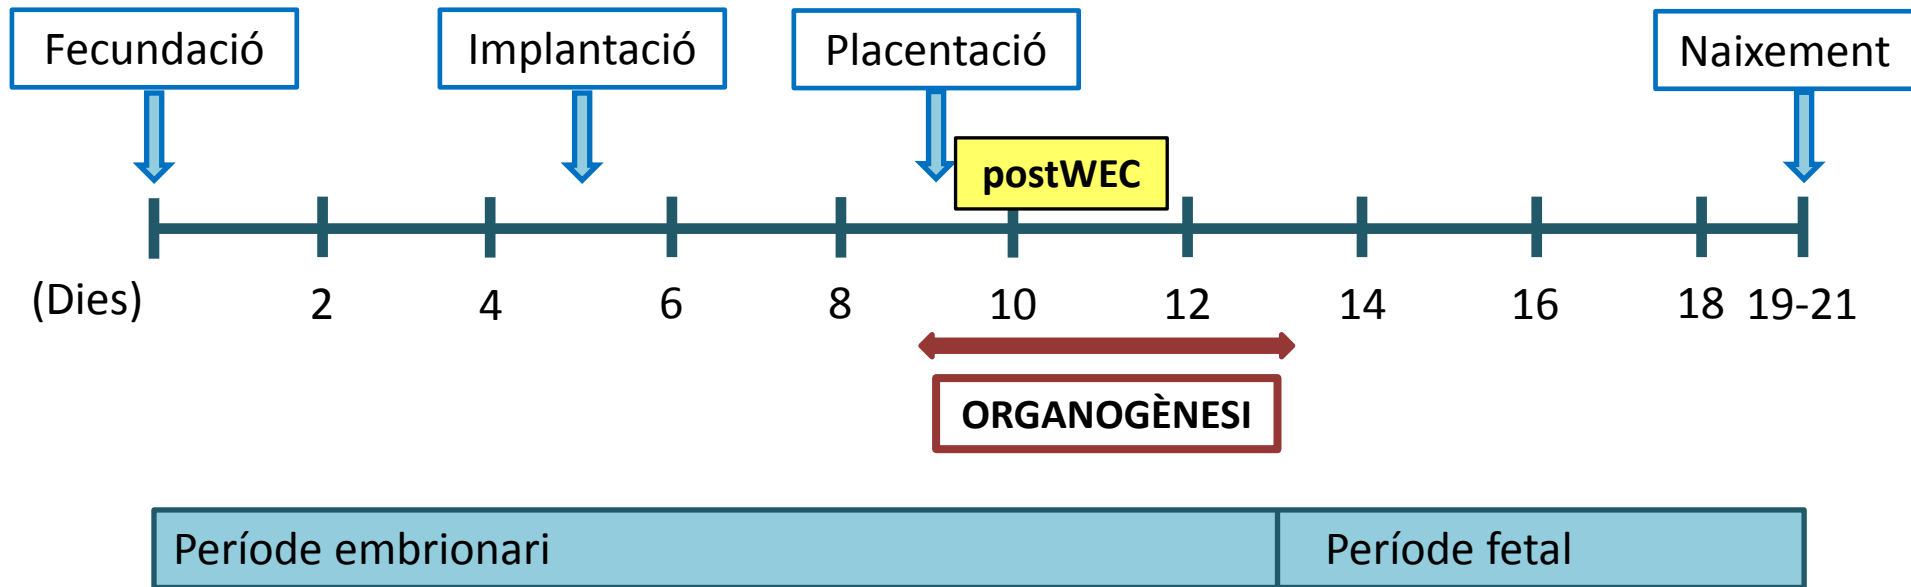 Fecundació
Implantació
Placentació
Naixement
postWEC
(Dies) 2 4 6 8 10 12 14 16 18 19-21
ORGANOGÈNESI
Període embrionari
Període fetal